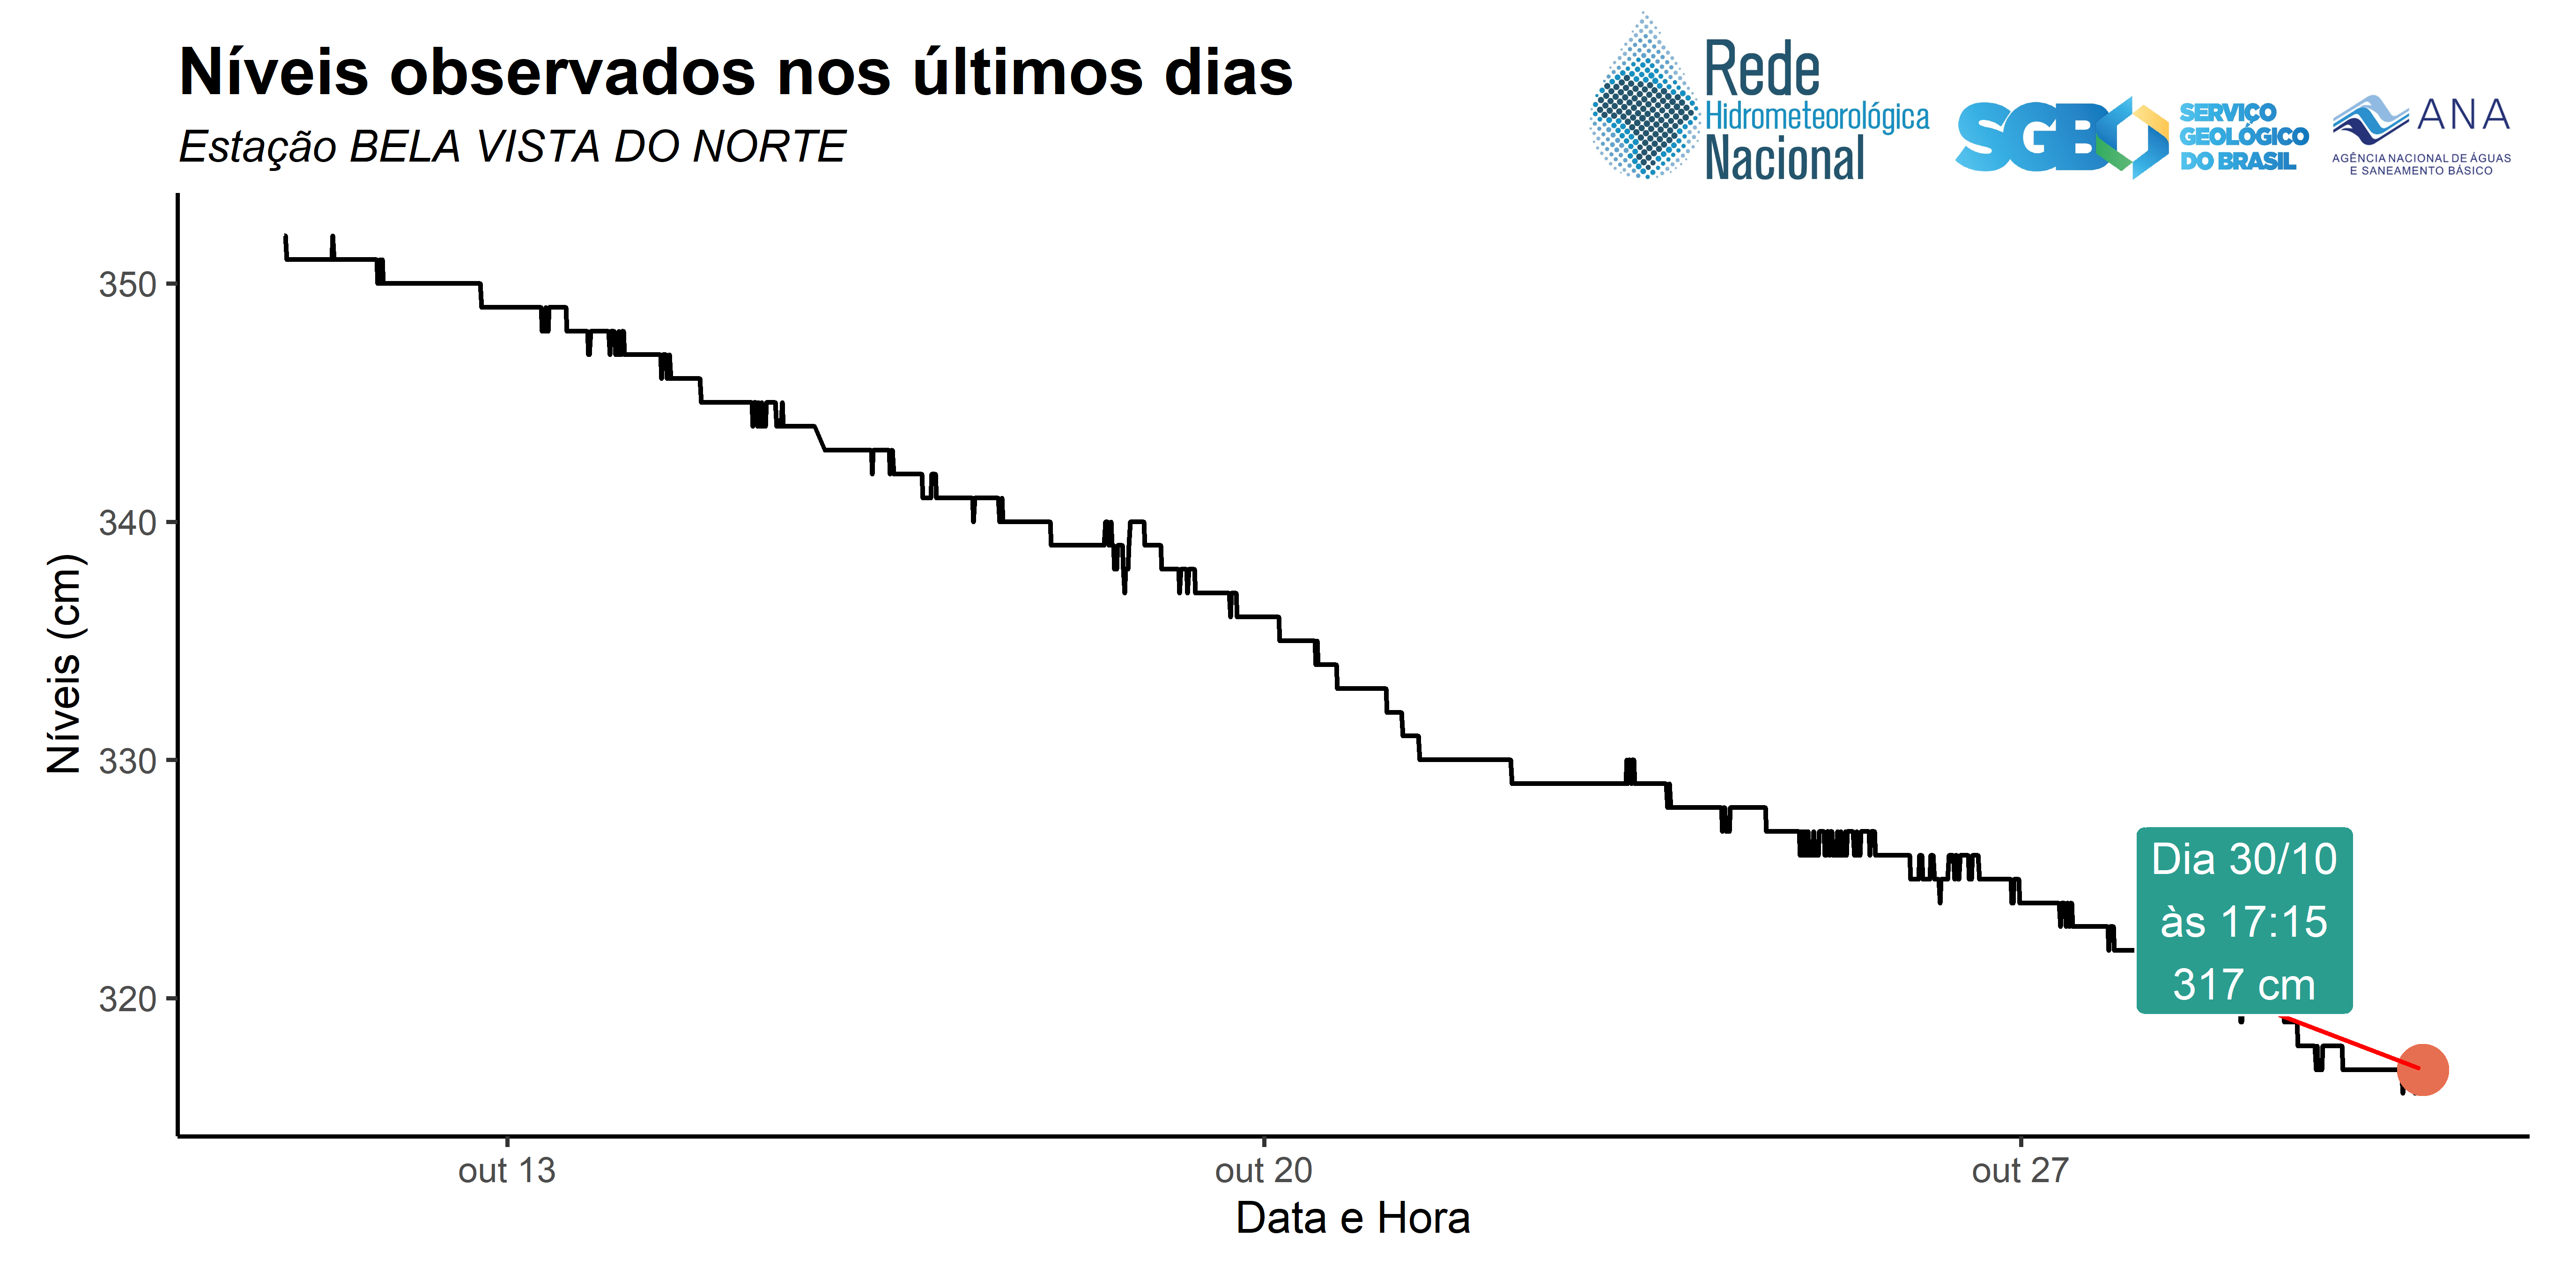 Níveis observados nos últimos dias
Estação BELA VISTA DO NORTE
Rede
Hidrometeorológica
Nacional
SGB
SERVIÇO
GEOLÓGICO
DO BRASIL
ANA
AGÊNCIA NACIONAL DE ÁGUAS
E SANEAMENTO BÁSICO
Níveis (cm)
350
340
330
320
Dia 30/10
às 17:15
317 cm
out 13
out 20
out 27
Data e Hora